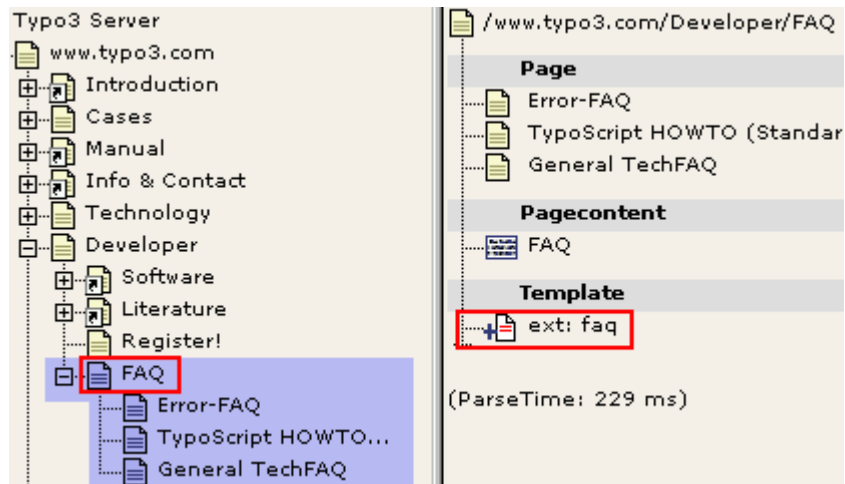 Typo3 Server
www.typo3.com
Introduction
Cases
Manual
Info & Contact
Technology
Developer
Software
Literature
Register!
FAQ
Error-FAQ
TypoScript HOWTO...
General TechFAQ
/www.typo3.com/Developer/FAQ
Page
Error-FAQ
TypoScript HOWTO (Standar
General TechFAQ
Pagecontent
FAQ
Template
ext: faq
(ParseTime: 229 ms)